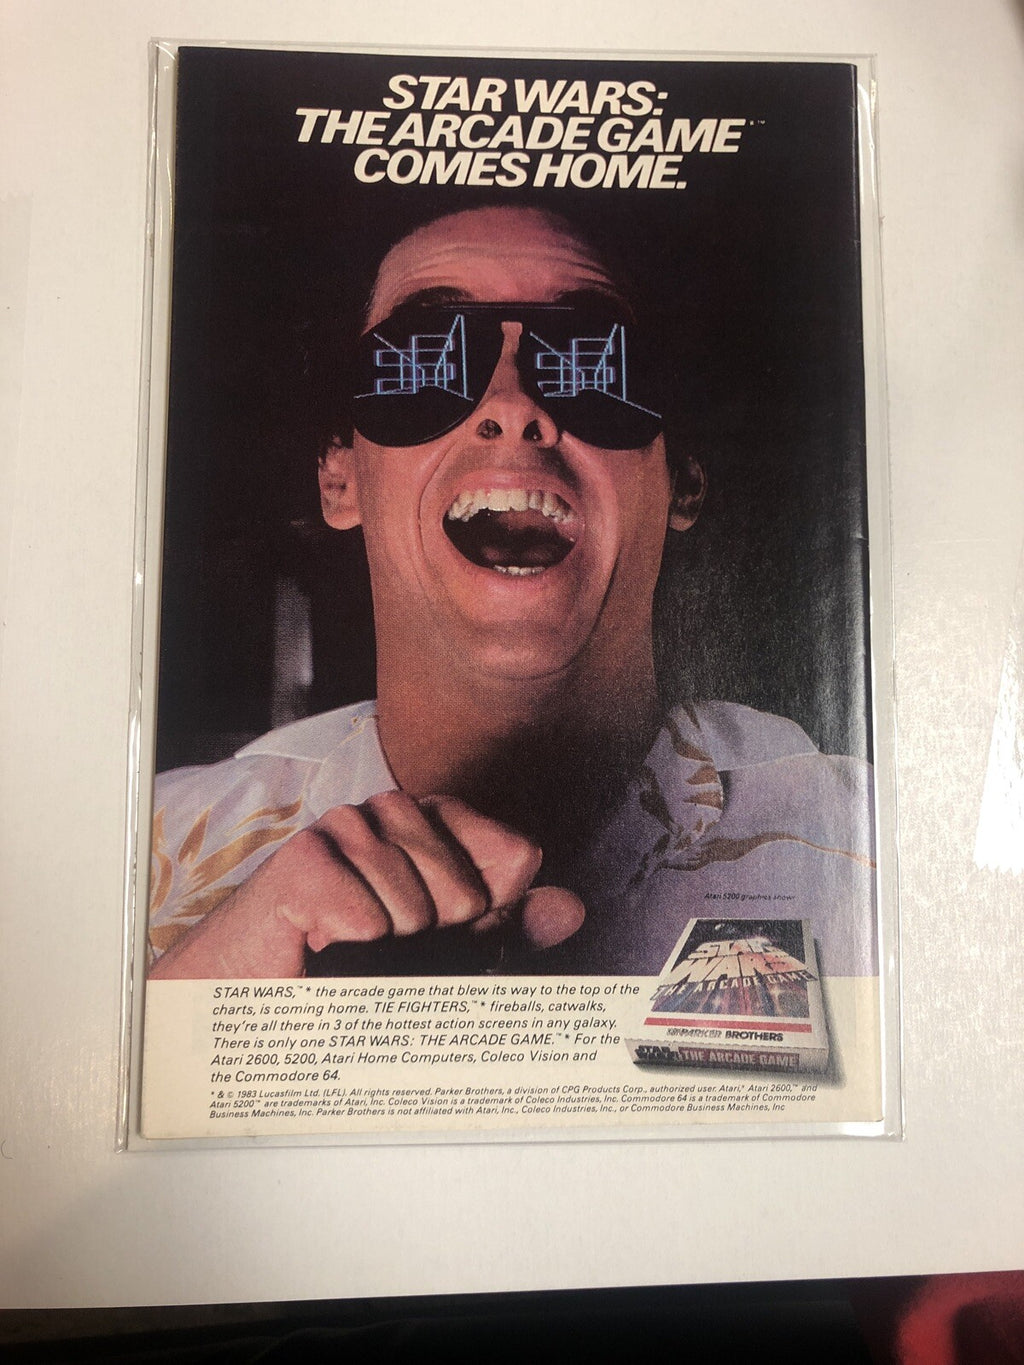 STAR WARS:
THE ARCADE GAME™
COMES HOME.
Atari 5200 graphics shown
STAR WARS
THE ARCADE GAME
PARKER BROTHERS
STAR WARS THE ARCADE GAME
STAR WARS,™* the arcade game that blew its way to the top of the
charts, is coming home. TIE FIGHTERS,™* fireballs, catwalks,
they're all there in 3 of the hottest action screens in any galaxy.
There is only one STAR WARS: THE ARCADE GAME.™* For the
Atari 2600, 5200, Atari Home Computers, Coleco Vision and
the Commodore 64.
* & © 1983 Lucasfilm Ltd. (LFL). All rights reserved. Parker Brothers, a division of CPG Products Corp., authorized user. Atari,® Atari 2600,™ and
Atari 5200™ are trademarks of Atari, Inc. Coleco Vision is a trademark of Coleco Industries, Inc. Commodore 64 is a trademark of Commodore
Business Machines, Inc. Parker Brothers is not affiliated with Atari, Inc., Coleco Industries, Inc., or Commodore Business Machines, Inc